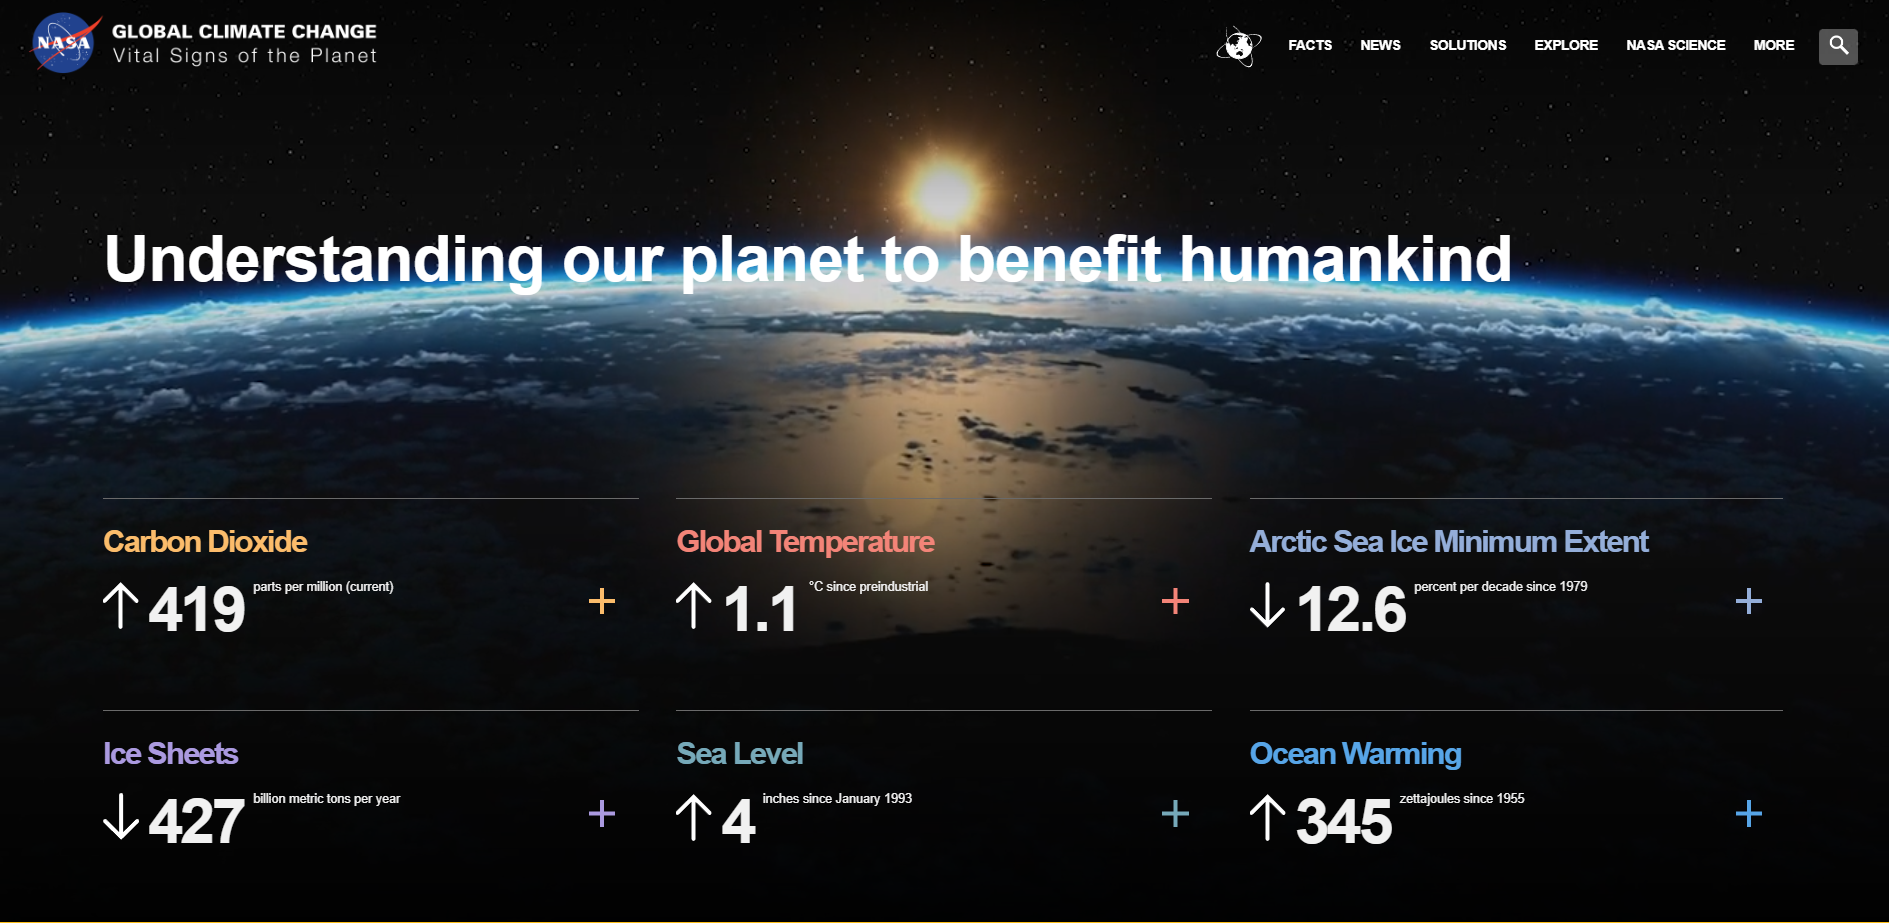 NASA
GLOBAL CLIMATE CHANGE
Vital Signs of the Planet
FACTS NEWS SOLUTIONS EXPLORE NASA SCIENCE MORE
Understanding our planet to benefit humankind
Carbon Dioxide
↑ 419 parts per million (current) +
Global Temperature
↑ 1.1 °C since preindustrial +
Arctic Sea Ice Minimum Extent
↓ 12.6 percent per decade since 1979 +
Ice Sheets
↓ 427 billion metric tons per year +
Sea Level
↑ 4 inches since January 1993 +
Ocean Warming
↑ 345 zettajoules since 1955 +